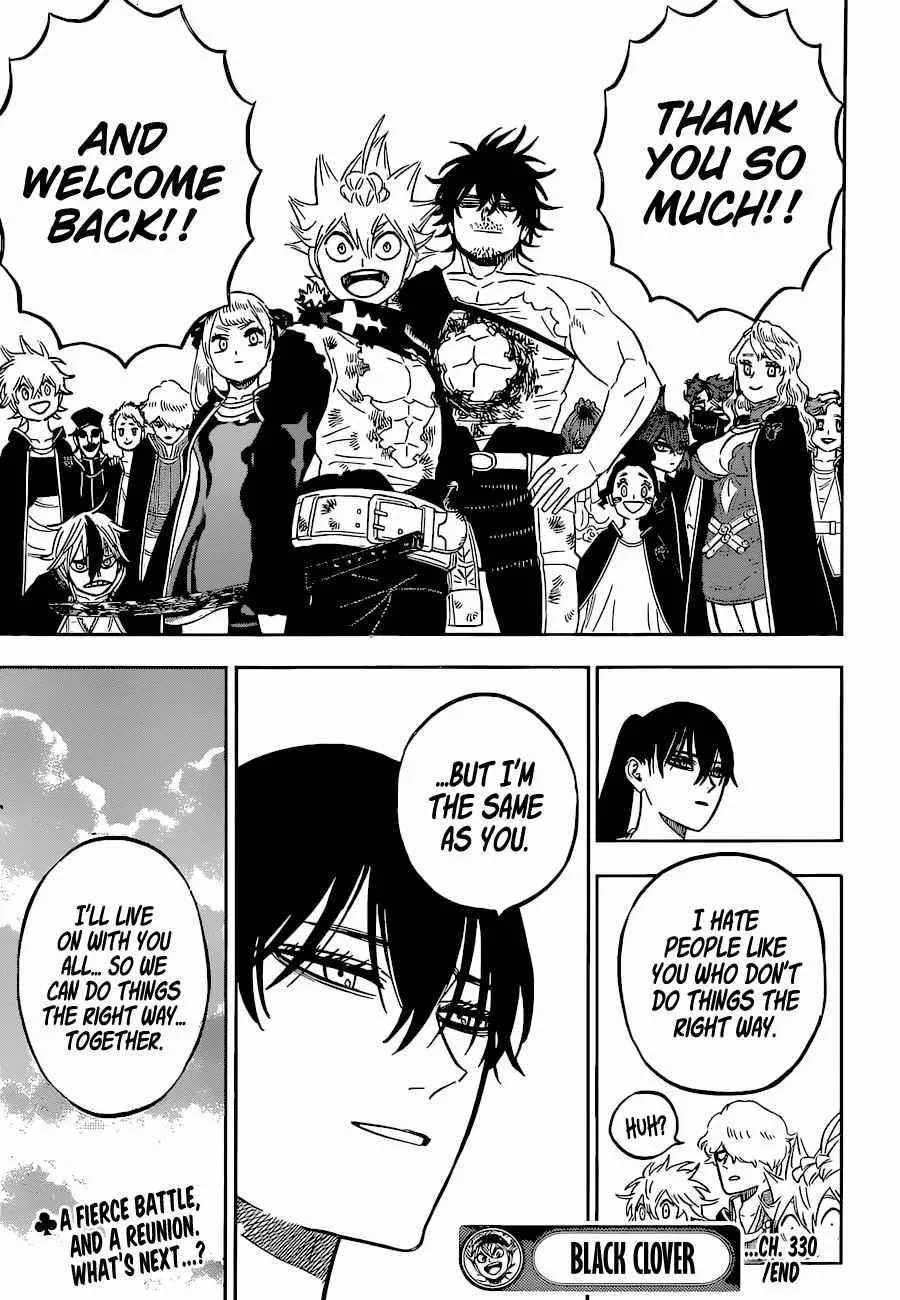 THANK
YOU SO
MUCH!!
AND
WELCOME
BACK!!
I HATE
PEOPLE LIKE
YOU WHO DON'T
DO THINGS THE
RIGHT WAY.
HUH?
...BUT I'M
THE SAME
AS YOU.
I'LL LIVE
ON WITH YOU
ALL... SO WE
CAN DO THINGS
THE RIGHT WAY...
TOGETHER.
♣A FIERCE BATTLE,
AND A REUNION.
WHAT'S NEXT...?
BLACK CLOVER
...CH. 330
/END